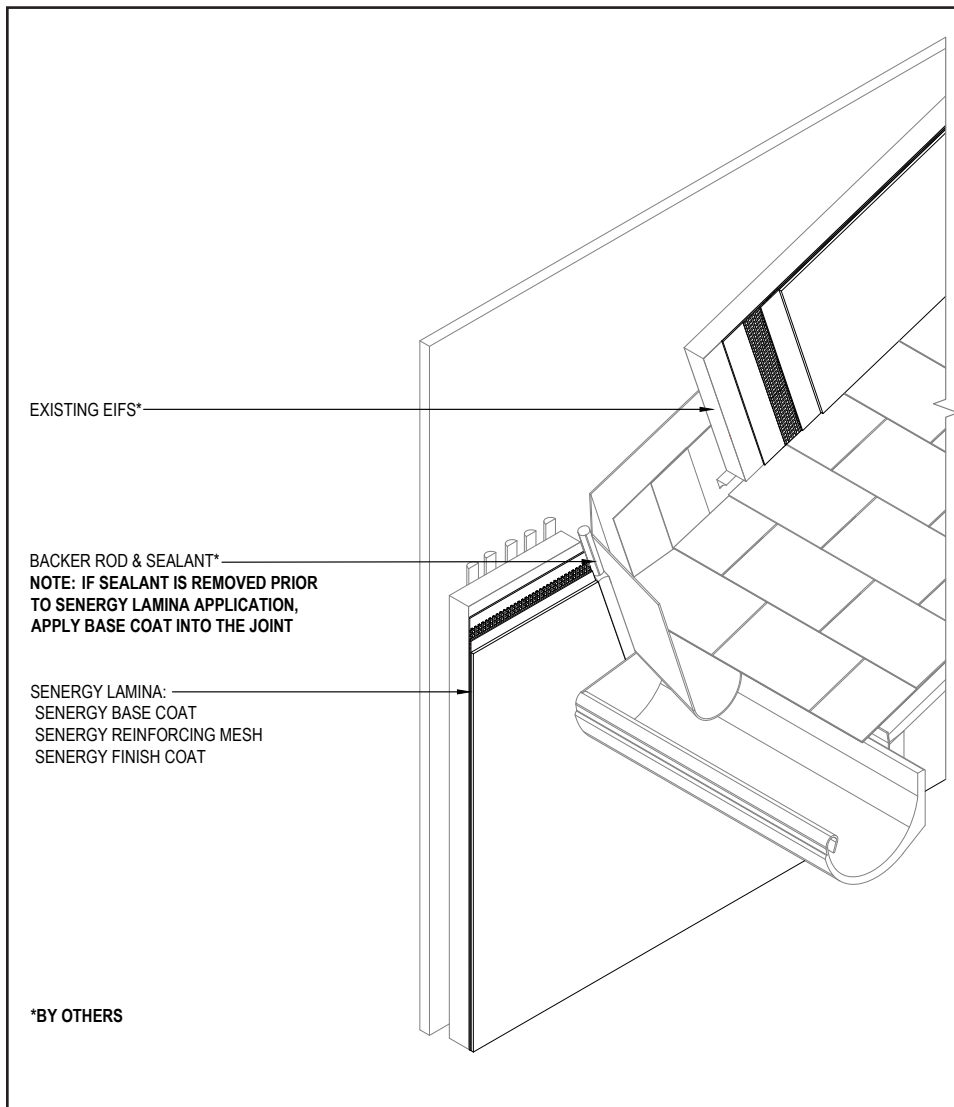 EXISTING EIFS*
BACKER ROD & SEALANT*
NOTE: IF SEALANT IS REMOVED PRIOR
TO SENERGY LAMINA APPLICATION,
APPLY BASE COAT INTO THE JOINT
SENERGY LAMINA:
SENERGY BASE COAT
SENERGY REINFORCING MESH
SENERGY FINISH COAT
*BY OTHERS